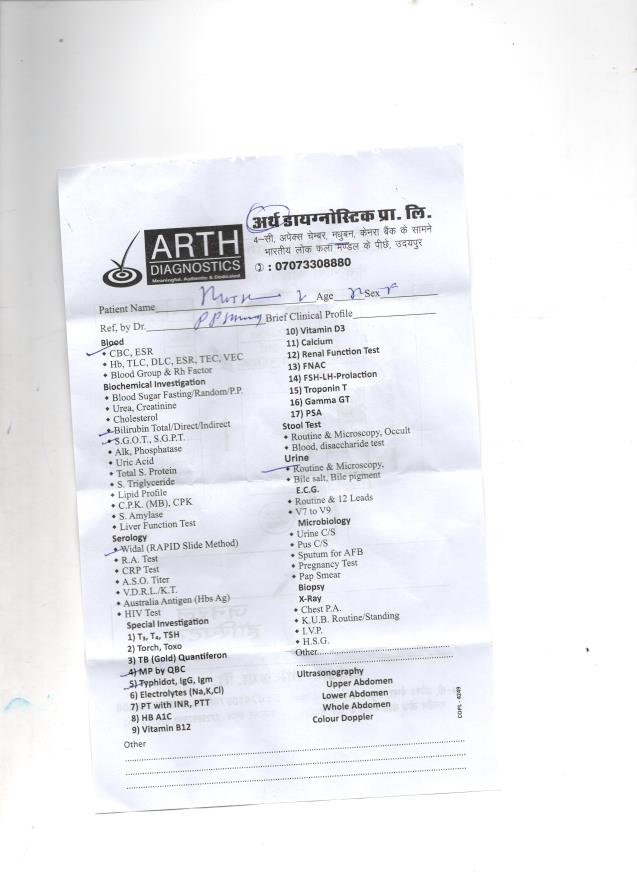 अर्थ डायग्नोस्टिक प्रा. लि.
ARTH
DIAGNOSTICS
Meaningful, Authentic & Dedicated
4-सी, अपेक्स चेम्बर, मधुबन, केनरा बैंक के सामने
भारतीय लोक कला मण्डल के पीछे, उदयपुर
: 07073308880
Patient Name Age Sex
Ref, by Dr. Brief Clinical Profile
Blood
• CBC, ESR
• Hb, TLC, DLC, ESR, TEC, VEC
• Blood Group & Rh Factor
Biochemical Investigation
• Blood Sugar Fasting/Random/P.P.
• Urea, Creatinine
• Cholesterol
• Bilirubin Total/Direct/Indirect
• S.G.O.T., S.G.P.T.
• Alk, Phosphatase
• Uric Acid
• Total S. Protein
• S. Triglyceride
• Lipid Profile
• C.P.K. (MB), CPK
• S. Amylase
• Liver Function Test
Serology
• Widal (RAPID Slide Method)
• R.A. Test
• CRP Test
• A.S.O. Titer
• V.D.R.L./K.T.
• Australia Antigen (Hbs Ag)
• HIV Test
Special Investigation
1) T₃, T₄, TSH
2) Torch, Toxo
3) TB (Gold) Quantiferon
4) MP by QBC
5) Typhidot, IgG, Igm
6) Electrolytes (Na,K,Cl)
7) PT with INR, PTT
8) HB A1C
9) Vitamin B12
Other
10) Vitamin D3
11) Calcium
12) Renal Function Test
13) FNAC
14) FSH-LH-Prolaction
15) Troponin T
16) Gamma GT
17) PSA
Stool Test
• Routine & Microscopy, Occult
• Blood, disaccharide test
Urine
• Routine & Microscopy,
• Bile salt, Bile pigment
E.C.G.
• Routine & 12 Leads
• V7 to V9
Microbiology
• Urine C/S
• Pus C/S
• Sputum for AFB
• Pregnancy Test
• Pap Smear
Biopsy
X-Ray
• Chest P.A.
• K.U.B. Routine/Standing
• I.V.P.
• H.S.G.
Other
Ultrasonography
Upper Abdomen
Lower Abdomen
Whole Abdomen
Colour Doppler
COPL - 4249